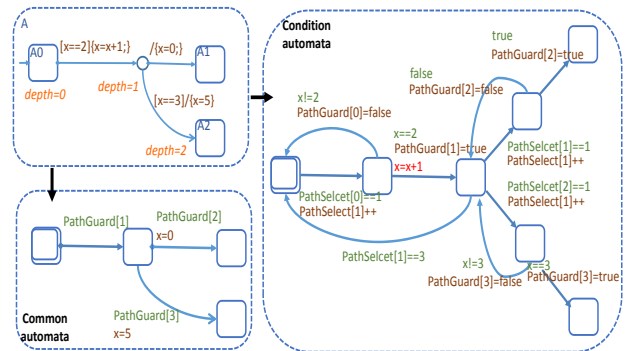 A
A0
[x==2]{x=x+1;}
/{x=0;}
A1
depth=0
depth=1
[x==3]/{x=5}
A2
depth=2
Condition
automata
true
PathGuard[2]=true
false
PathGuard[2]=false
x!=2
PathGuard[0]=false
x==2
PathGuard[1]=true
x=x+1
PathSelect[1]==1
PathSelect[1]++
PathSelcet[0]==1
PathSelect[1]++
PathSelcet[2]==1
PathSelect[1]++
PathSelcet[1]==3
x!=3
PathGuard[3]=false
x==3
PathGuard[3]=true
PathGuard[1]
PathGuard[2]
x=0
PathGuard[3]
x=5
Common
automata